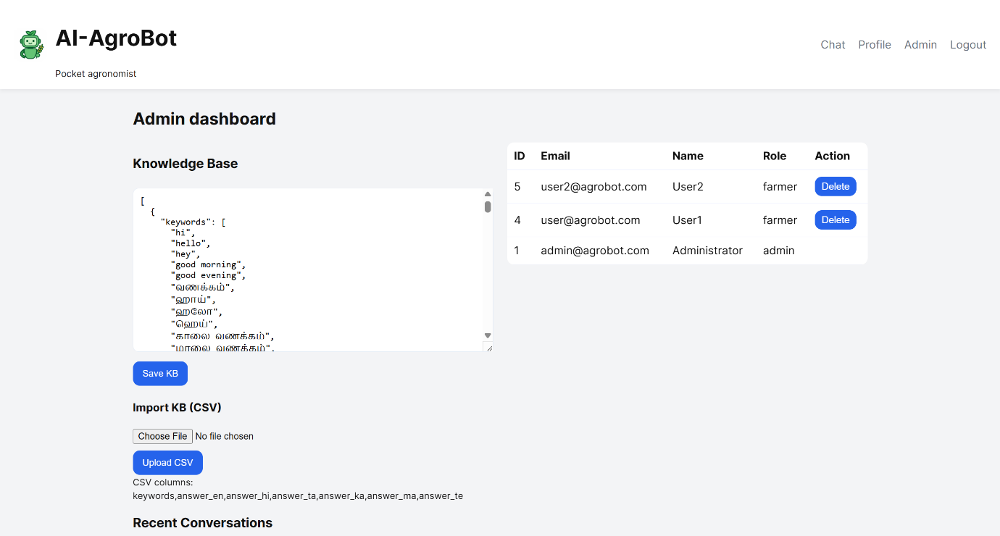 AI-AgroBot
Pocket agronomist
Chat Profile Admin Logout
Admin dashboard
Knowledge Base
[
{
"keywords": [
"hi",
"hello",
"hey",
"good morning",
"good evening",
"வணக்கம்",
"ஹாய்",
"ஹலோ",
"ஹெய்",
"காலை வணக்கம்",
"மாலை வணக்கம்",
Save KB
Import KB (CSV)
Choose File No file chosen
Upload CSV
CSV columns:
keywords,answer_en,answer_hi,answer_ta,answer_ka,answer_ma,answer_te
Recent Conversations
ID Email Name Role Action
5 user2@agrobot.com User2 farmer Delete
4 user@agrobot.com User1 farmer Delete
1 admin@agrobot.com Administrator admin